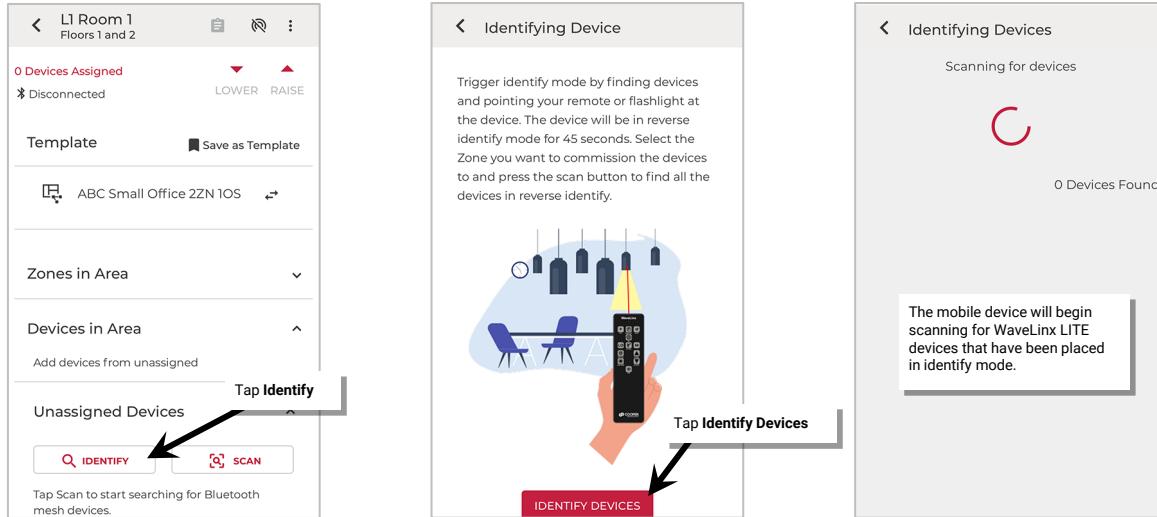 L1 Room 1
Floors 1 and 2
0 Devices Assigned
Disconnected
LOWER RAISE
Template
Save as Template
ABC Small Office 2ZN 1OS
Zones in Area
Devices in Area
Add devices from unassigned
Tap Identify
Unassigned Devices
IDENTIFY
SCAN
Tap Scan to start searching for Bluetooth
mesh devices.
Identifying Device
Trigger identify mode by finding devices
and pointing your remote or flashlight at
the device. The device will be in reverse
identify mode for 45 seconds. Select the
Zone you want to commission the devices
to and press the scan button to find all the
devices in reverse identify.
WaveLinx
COOPER
Tap Identify Devices
IDENTIFY DEVICES
Identifying Devices
Scanning for devices
0 Devices Found
The mobile device will begin
scanning for WaveLinx LITE
devices that have been placed
in identify mode.